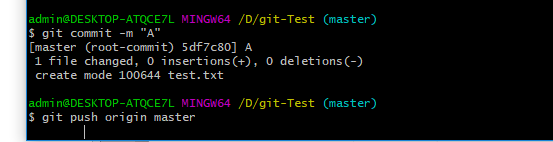 admin@DESKTOP-ATQCE7L MINGW64 /D/git-Test (master)
$ git commit -m "A"
[master (root-commit) 5df7c80] A
 1 file changed, 0 insertions(+), 0 deletions(-)
 create mode 100644 test.txt

admin@DESKTOP-ATQCE7L MINGW64 /D/git-Test (master)
$ git push origin master